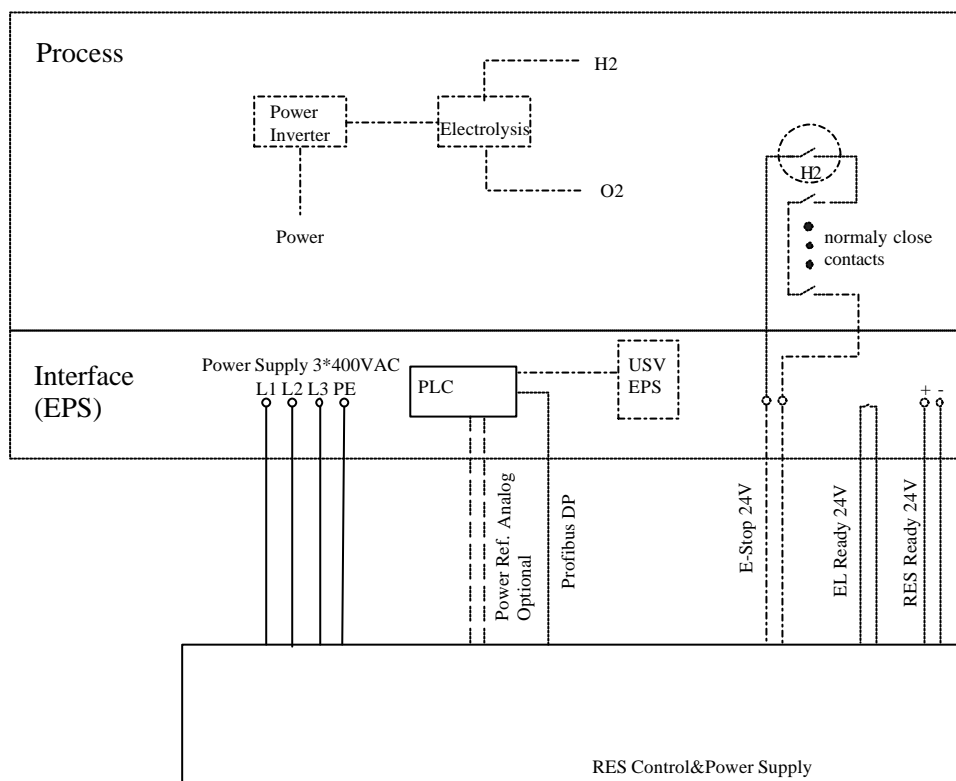 Process
H2
Power
Inverter
Electrolysis
H2
O2
Power
normaly close
contacts
Interface
(EPS)
Power Supply 3*400VAC
L1 L2 L3 PE
PLC
USV
EPS
+ -
Power Ref. Analog
Optional
Profibus DP
E-Stop 24V
EL Ready 24V
RES Ready 24V
RES Control&Power Supply